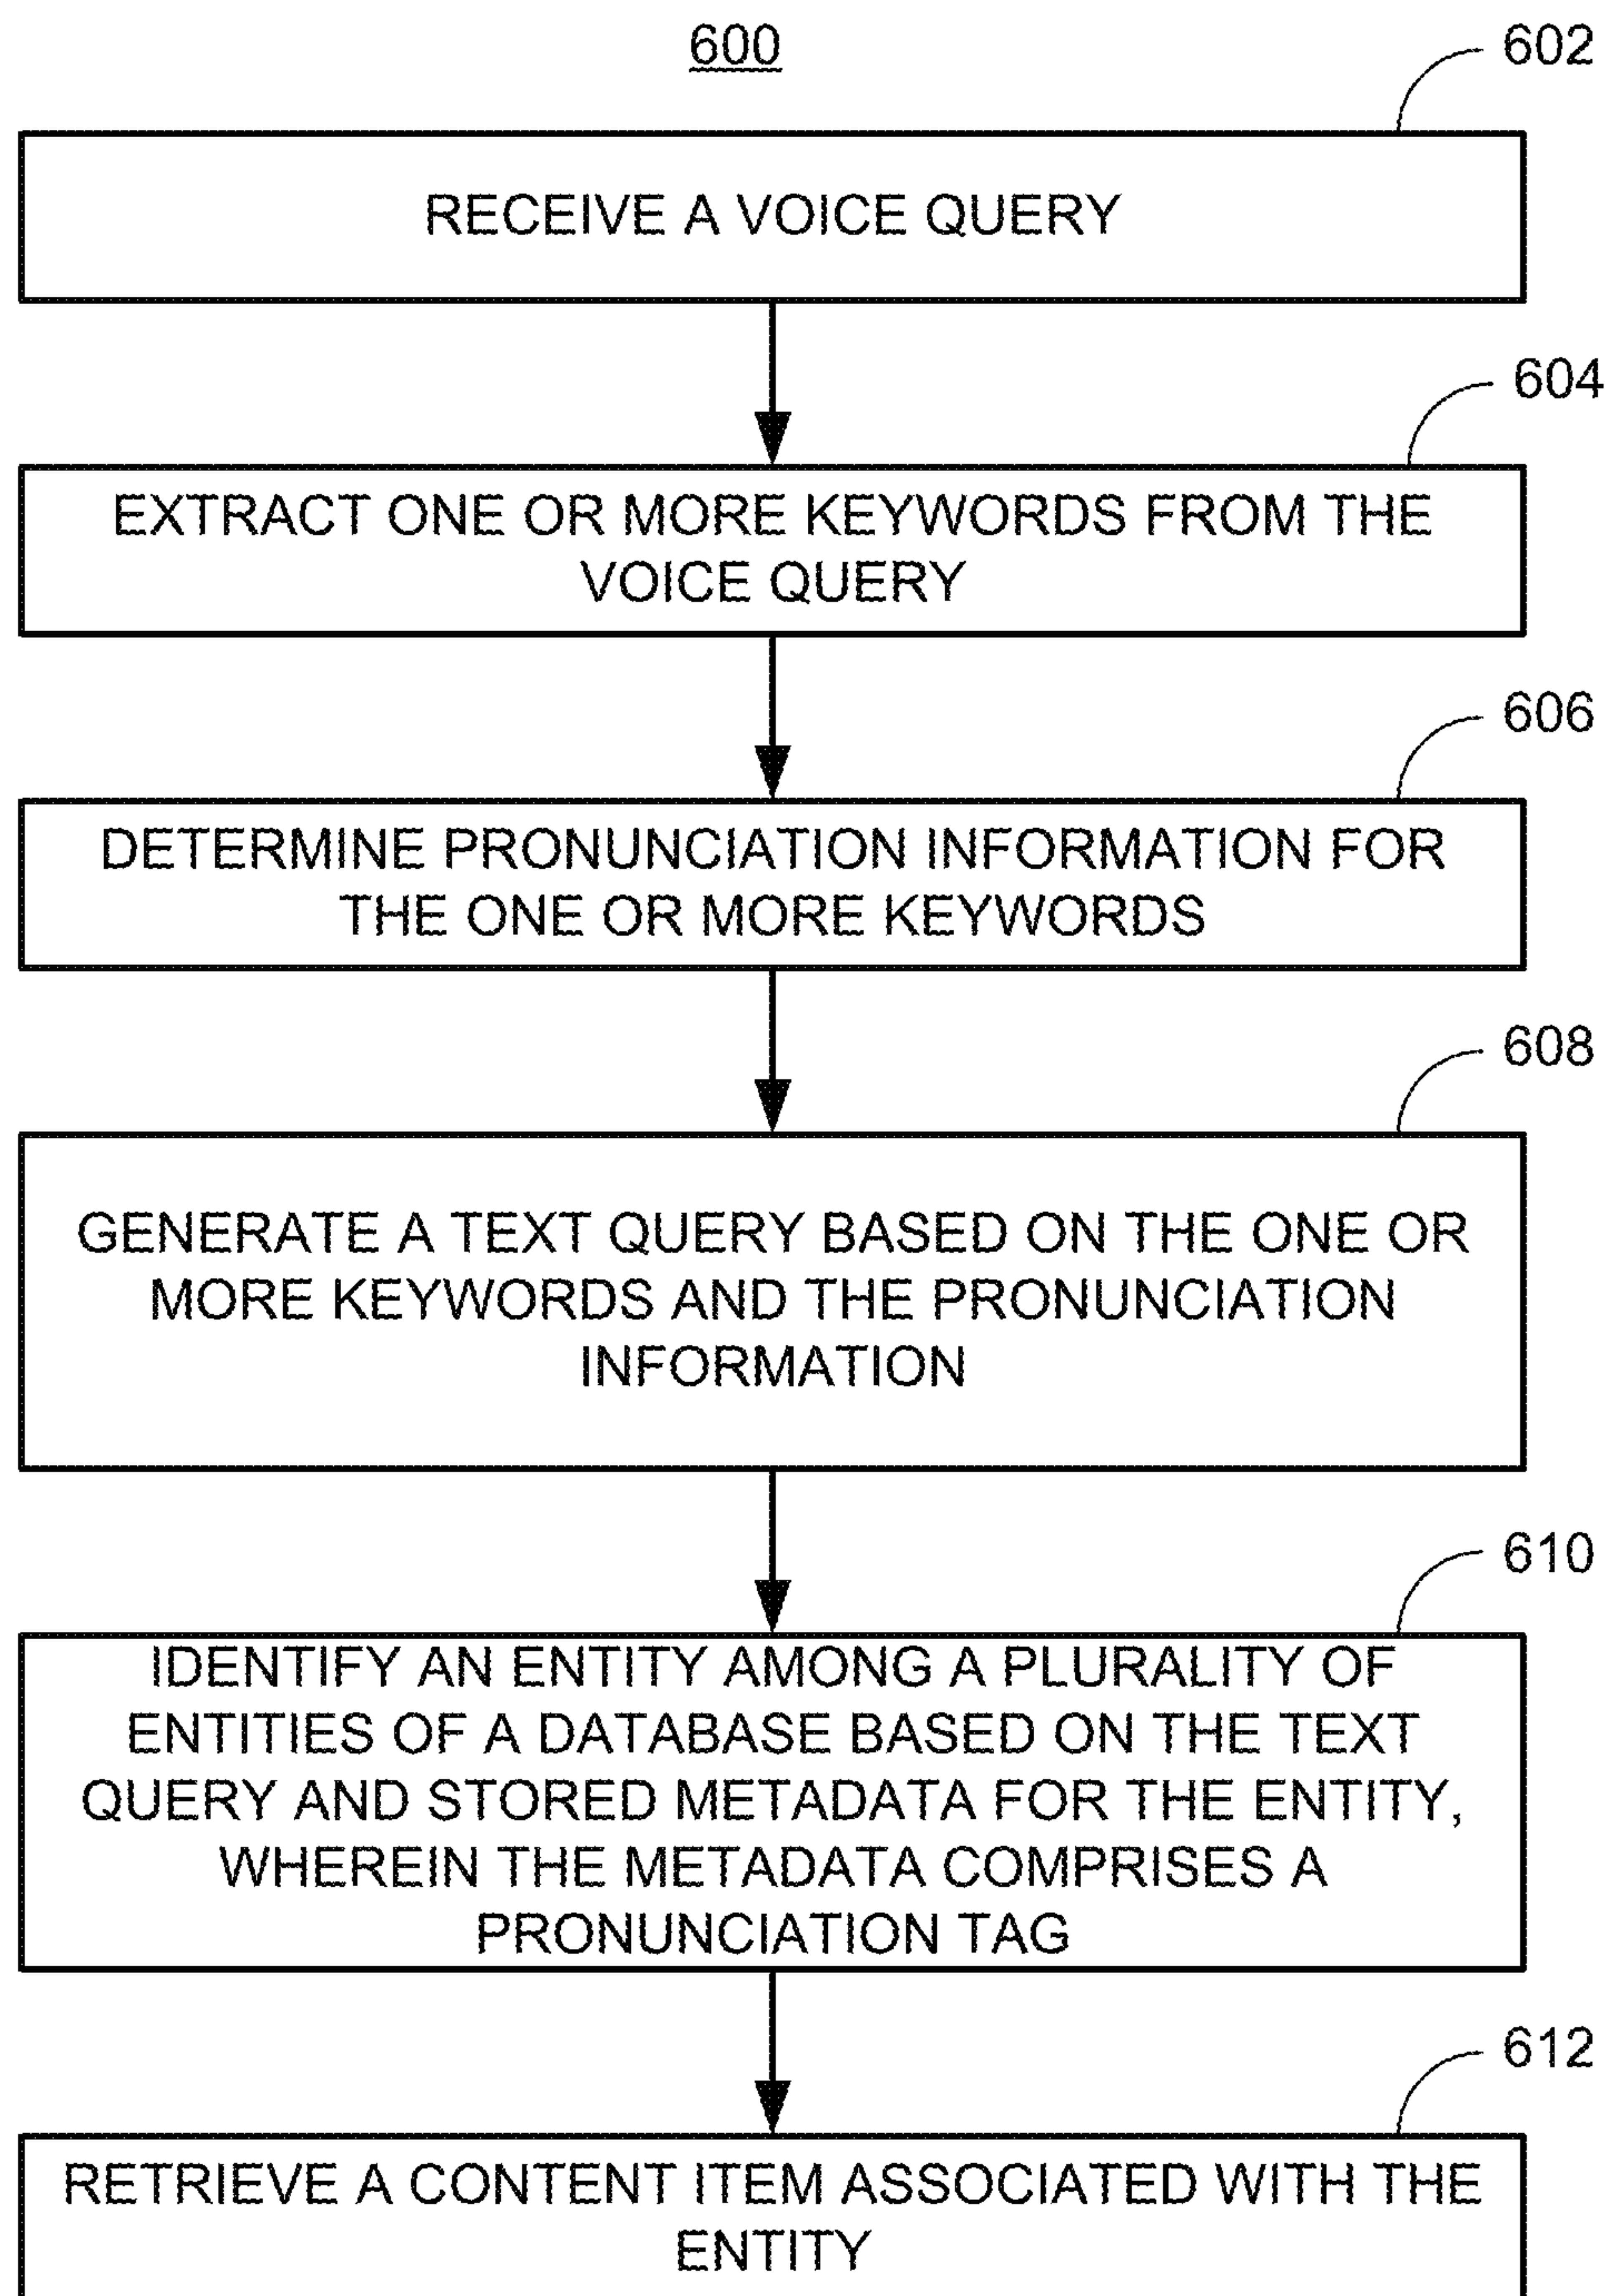 600
602
RECEIVE A VOICE QUERY
604
EXTRACT ONE OR MORE KEYWORDS FROM THE
VOICE QUERY
606
DETERMINE PRONUNCIATION INFORMATION FOR
THE ONE OR MORE KEYWORDS
608
GENERATE A TEXT QUERY BASED ON THE ONE OR
MORE KEYWORDS AND THE PRONUNCIATION
INFORMATION
610
IDENTIFY AN ENTITY AMONG A PLURALITY OF
ENTITIES OF A DATABASE BASED ON THE TEXT
QUERY AND STORED METADATA FOR THE ENTITY,
WHEREIN THE METADATA COMPRISES A
PRONUNCIATION TAG
612
RETRIEVE A CONTENT ITEM ASSOCIATED WITH THE
ENTITY